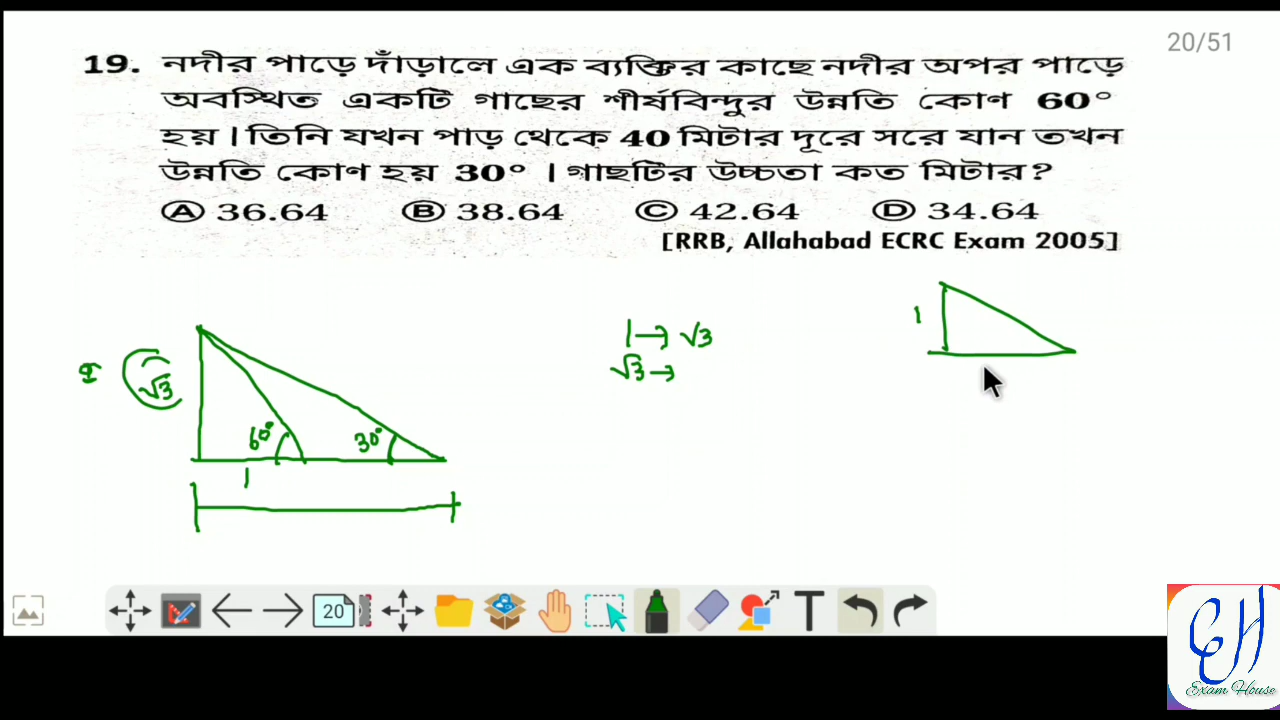 20/51
19. নদীর পাড়ে দাঁড়ালে এক ব্যক্তির কাছে নদীর অপর পাড়ে
অবস্থিত একটি গাছের শীর্ষবিন্দুর উন্নতি কোণ 60°
হয়। তিনি যখন পাড় থেকে 40 মিটার দূরে সরে যান তখন
উন্নতি কোণ হয় 30° । গাছটির উচ্চতা কত মিটার?
Ⓐ 36.64 Ⓑ 38.64 Ⓒ 42.64 Ⓓ 34.64
[RRB, Allahabad ECRC Exam 2005]
1 → √3
√3 →
1
√3
60° 30°
1
20
T
EH
Exam House